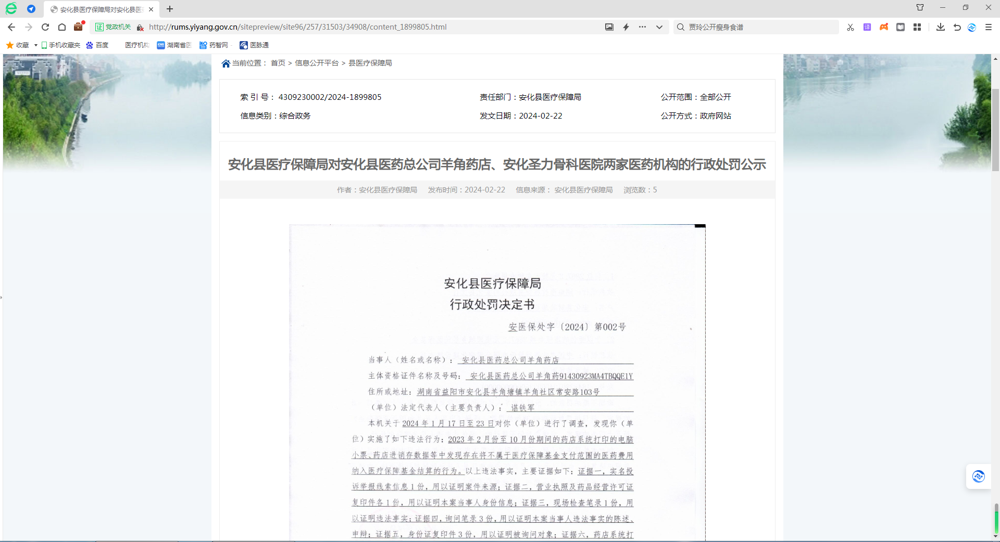 安化县医疗保障局对安化县医
党政机关
http://rums.yiyang.gov.cn/sitepreview/site96/257/31503/34908/content_1899805.html
贾玲公开瘦身食谱
收藏 手机收藏夹 百度 医疗机构 湖南省医 药智网 医脉通
当前位置： 首页 > 信息公开平台 > 县医疗保障局
索 引 号： 4309230002/2024-1899805 责任部门：安化县医疗保障局 公开范围：全部公开
信息类别：综合政务 发文日期：2024-02-22 公开方式：政府网站
安化县医疗保障局对安化县医药总公司羊角药店、安化圣力骨科医院两家医药机构的行政处罚公示
作者：安化县医疗保障局 发布时间：2024-02-22 信息来源： 安化县医疗保障局 浏览数：5
安化县医疗保障局
行政处罚决定书
安医保处字〔2024〕第002号
当事人（姓名或名称）： 安化县医药总公司羊角药店
主体资格证件名称及号码： 安化县医药总公司羊角药91430923MA4TBQQE1Y
住所或地址：湖南省益阳市安化县羊角塘镇羊角社区常安路103号
（单位）法定代表人（主要负责人）： 谌铁军
本机关于 2024 年 1 月 17 日至 23 日对你（单位）进行了调查，发现你（单
位）实施了如下违法行为：2023 年 2 月份至 10 月份期间的药店系统打印的电脑
小票、药店进销存数据等中发现存在将不属于医疗保障基金支付范围的医药费用
纳入医疗保障基金结算的行为。以上违法事实，主要证据如下：证据一，实名投
诉举报线索信息 1 份，用以证明案件来源；证据二，营业执照及药品经营许可证
复印件各 1 份，用以证明本案当事人身份信息；证据三，现场检查笔录 1 份，用
以证明违法事实；证据四，询问笔录 3 份，用以证明本案当事人违法事实的陈述、
申辩；证据五，身份证复印件 3 份，用以证明被询问对象；证据六，药店系统打